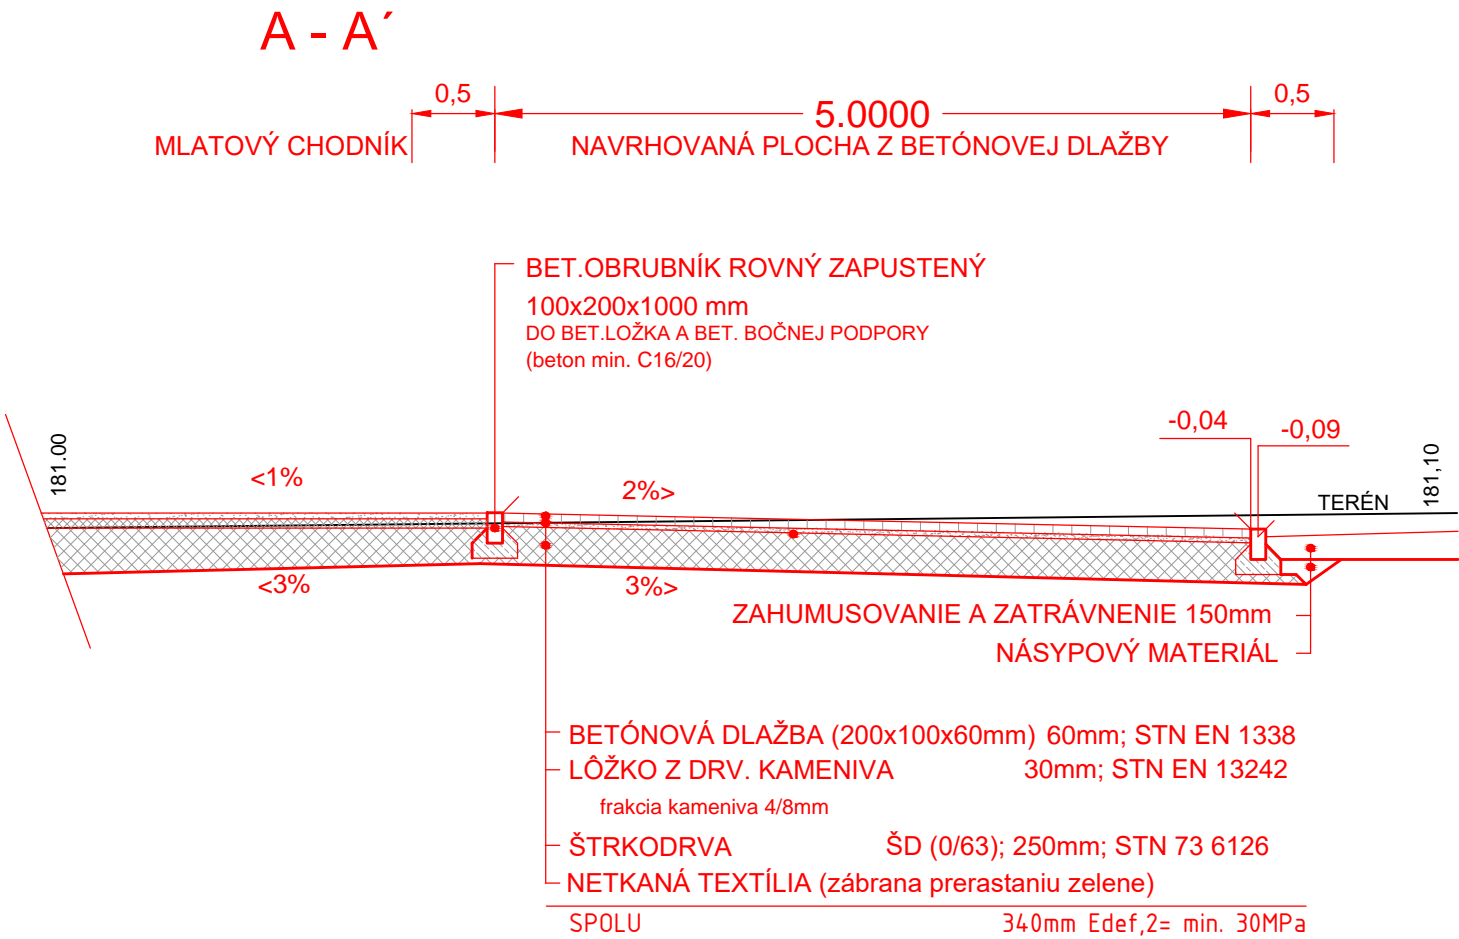 A - A´
0,5
5.0000
0,5
MLATOVÝ CHODNÍK
NAVRHOVANÁ PLOCHA Z BETÓNOVEJ DLAŽBY
BET.OBRUBNÍK ROVNÝ ZAPUSTENÝ
100x200x1000 mm
DO BET.LOŽKA A BET. BOČNEJ PODPORY
(beton min. C16/20)
-0,04
-0,09
181.00
<1%
2%>
181,10
TERÉN
<3%
3%>
ZAHUMUSOVANIE A ZATRÁVNENIE 150mm
NÁSYPOVÝ MATERIÁL
BETÓNOVÁ DLAŽBA (200x100x60mm) 60mm; STN EN 1338
LÔŽKO Z DRV. KAMENIVA 30mm; STN EN 13242
frakcia kameniva 4/8mm
ŠTRKODRVA ŠD (0/63); 250mm; STN 73 6126
NETKANÁ TEXTÍLIA (zábrana prerastaniu zelene)
SPOLU 340mm Edef,2= min. 30MPa